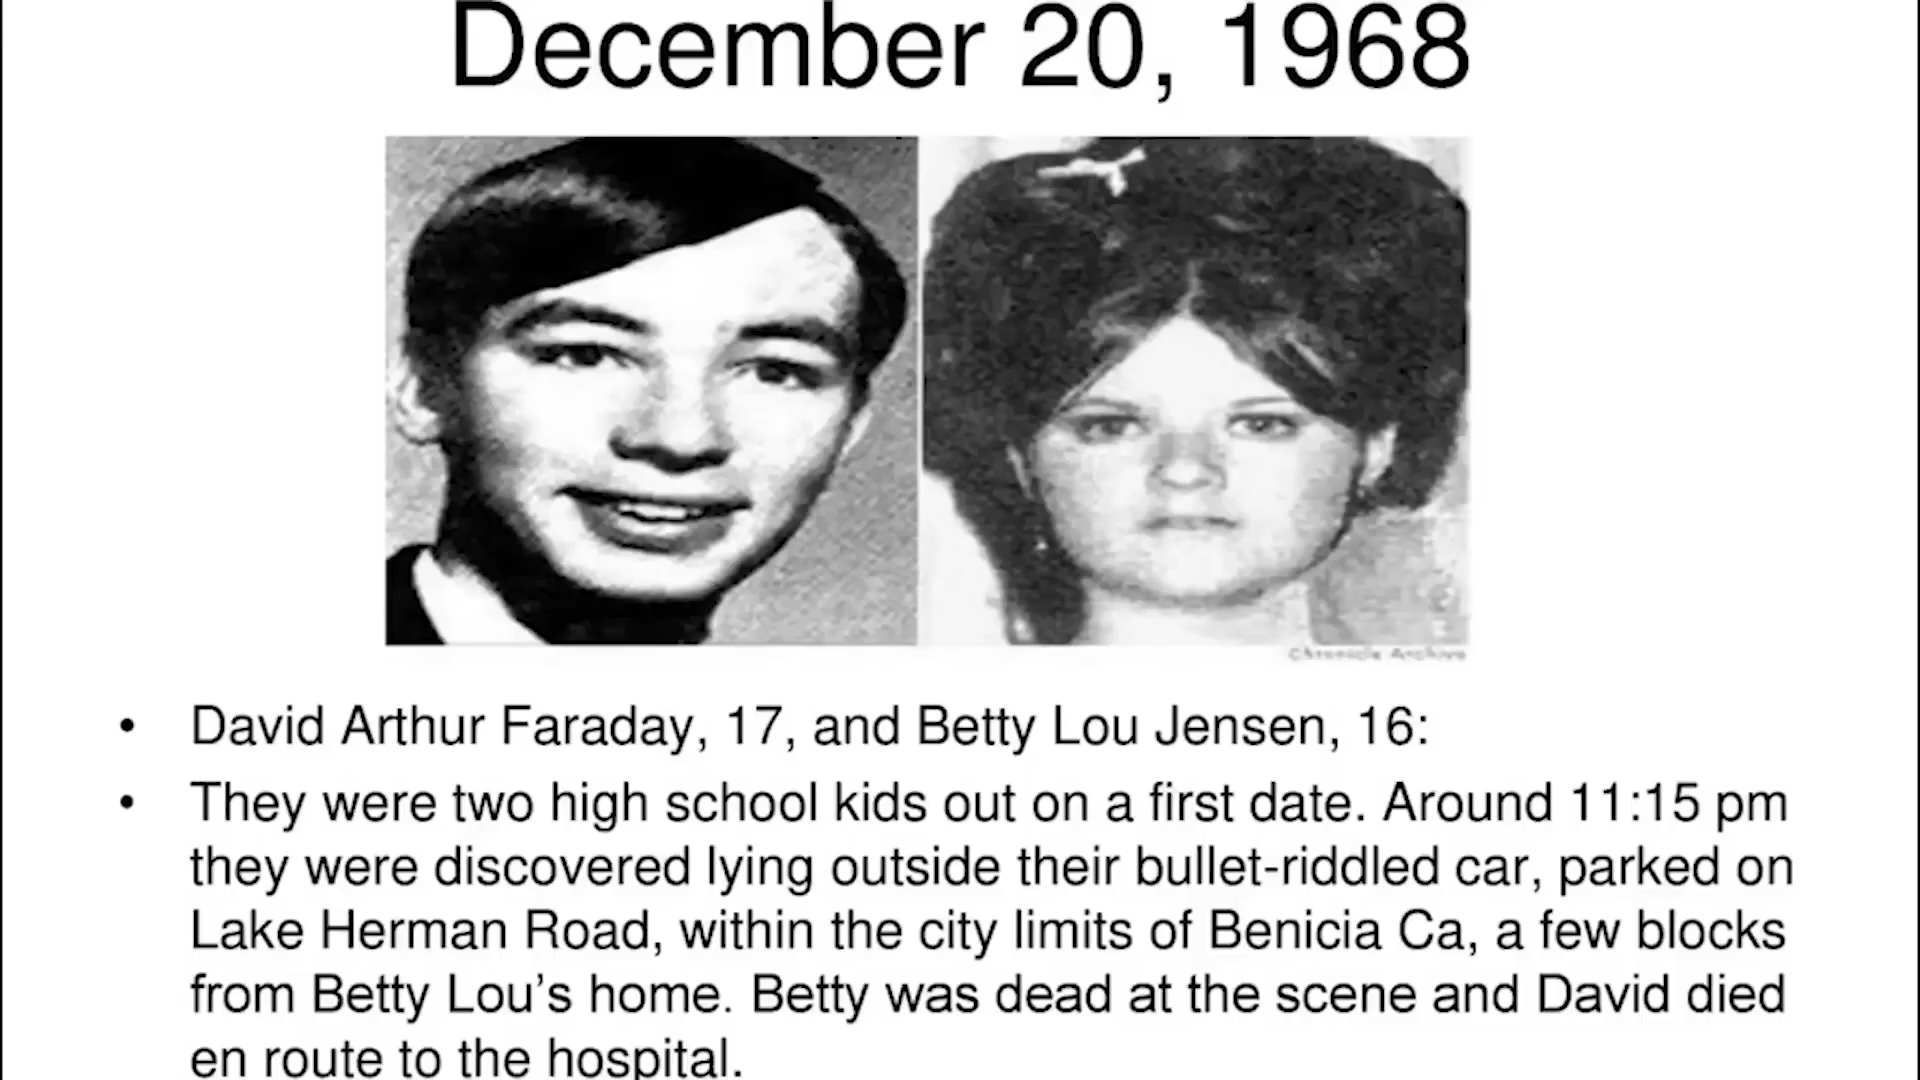 December 20, 1968
Chronicle Archive
• David Arthur Faraday, 17, and Betty Lou Jensen, 16:
• They were two high school kids out on a first date. Around 11:15 pm
they were discovered lying outside their bullet-riddled car, parked on
Lake Herman Road, within the city limits of Benicia Ca, a few blocks
from Betty Lou’s home. Betty was dead at the scene and David died
en route to the hospital.